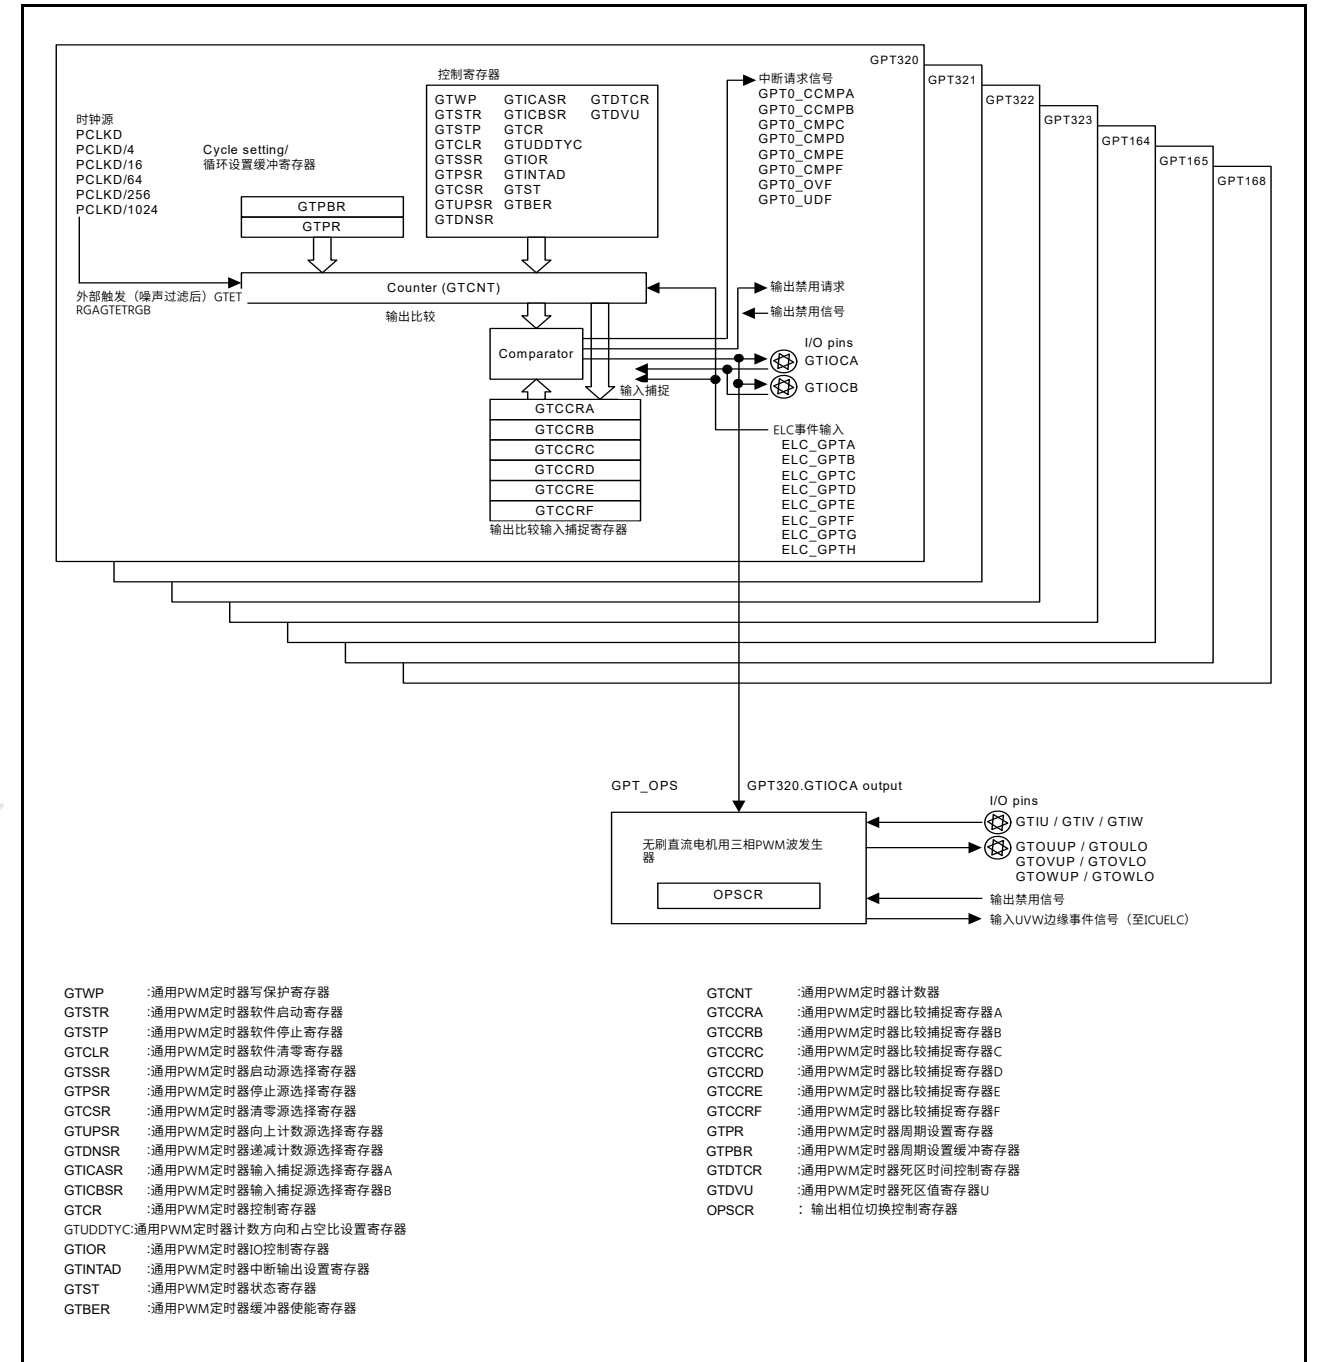 GPT320
GPT321
GPT322
GPT323
GPT164
GPT165
GPT168
时钟源
PCLKD
PCLKD/4
PCLKD/16
PCLKD/64
PCLKD/256
PCLKD/1024
Cycle setting/
循环设置缓冲寄存器
GTPBR
GTPR
控制寄存器
GTWP GTICASR GTDTCR
GTSTR GTICBSR GTDVU
GTSTP GTCR
GTCLR GTUDDTYC
GTSSR GTIOR
GTPSR GTINTAD
GTCSR GTST
GTUPSR GTBER
GTDNSR
中断请求信号
GPT0_CCMPA
GPT0_CCMPB
GPT0_CMPC
GPT0_CMPD
GPT0_CMPE
GPT0_CMPF
GPT0_OVF
GPT0_UDF
外部触发（噪声过滤后）GTET
RGAGTETRGB
Counter (GTCNT)
输出比较
Comparator
输出禁用请求
输出禁用信号
I/O pins
GTIOCA
GTIOCB
输入捕捉
GTCCRA
GTCCRB
GTCCRC
GTCCRD
GTCCRE
GTCCRF
输出比较输入捕捉寄存器
ELC事件输入
ELC_GPTA
ELC_GPTB
ELC_GPTC
ELC_GPTD
ELC_GPTE
ELC_GPTF
ELC_GPTG
ELC_GPTH
GPT_OPS
GPT320.GTIOCA output
无刷直流电机用三相PWM波发生
器
OPSCR
I/O pins
GTIU / GTIV / GTIW
GTOUUP / GTOULO
GTOVUP / GTOVLO
GTOWUP / GTOWLO
输出禁用信号
输入UVW边缘事件信号（至ICUELC）
GTWP :通用PWM定时器写保护寄存器
GTSTR :通用PWM定时器软件启动寄存器
GTSTP :通用PWM定时器软件停止寄存器
GTCLR :通用PWM定时器软件清零寄存器
GTSSR :通用PWM定时器启动源选择寄存器
GTPSR :通用PWM定时器停止源选择寄存器
GTCSR :通用PWM定时器清零源选择寄存器
GTUPSR :通用PWM定时器向上计数源选择寄存器
GTDNSR :通用PWM定时器递减计数源选择寄存器
GTICASR :通用PWM定时器输入捕捉源选择寄存器A
GTICBSR :通用PWM定时器输入捕捉源选择寄存器B
GTCR :通用PWM定时器控制寄存器
GTUDDTYC:通用PWM定时器计数方向和占空比设置寄存器
GTIOR :通用PWM定时器IO控制寄存器
GTINTAD :通用PWM定时器中断输出设置寄存器
GTST :通用PWM定时器状态寄存器
GTBER :通用PWM定时器缓冲器使能寄存器
GTCNT :通用PWM定时器计数器
GTCCRA :通用PWM定时器比较捕捉寄存器A
GTCCRB :通用PWM定时器比较捕捉寄存器B
GTCCRC :通用PWM定时器比较捕捉寄存器C
GTCCRD :通用PWM定时器比较捕捉寄存器D
GTCCRE :通用PWM定时器比较捕捉寄存器E
GTCCRF :通用PWM定时器比较捕捉寄存器F
GTPR :通用PWM定时器周期设置寄存器
GTPBR :通用PWM定时器周期设置缓冲寄存器
GTDTCR :通用PWM定时器死区时间控制寄存器
GTDVU :通用PWM定时器死区值寄存器U
OPSCR ：输出相位切换控制寄存器